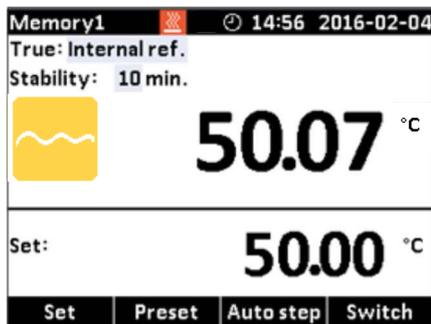 Memory1 14:56 2016-02-04
True: Internal ref.
Stability: 10 min.
50.07 °C
Set: 50.00 °C
Set Preset Auto step Switch